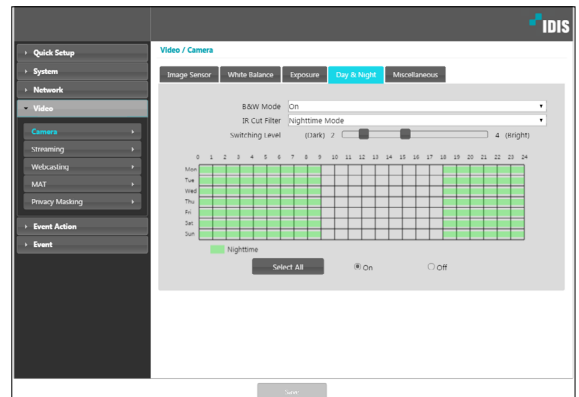 IDIS
Quick Setup
System
Network
Video
Camera
Streaming
Webcasting
MAT
Privacy Masking
Event Action
Event
Video / Camera
Image Sensor White Balance Exposure Day & Night Miscellaneous
B&W Mode On
IR Cut Filter Nighttime Mode
Switching Level (Dark) 2 4 (Bright)
0 1 2 3 4 5 6 7 8 9 10 11 12 13 14 15 16 17 18 19 20 21 22 23 24
Mon
Tue
Wed
Thu
Fri
Sat
Sun
Nighttime
Select All On Off
Save